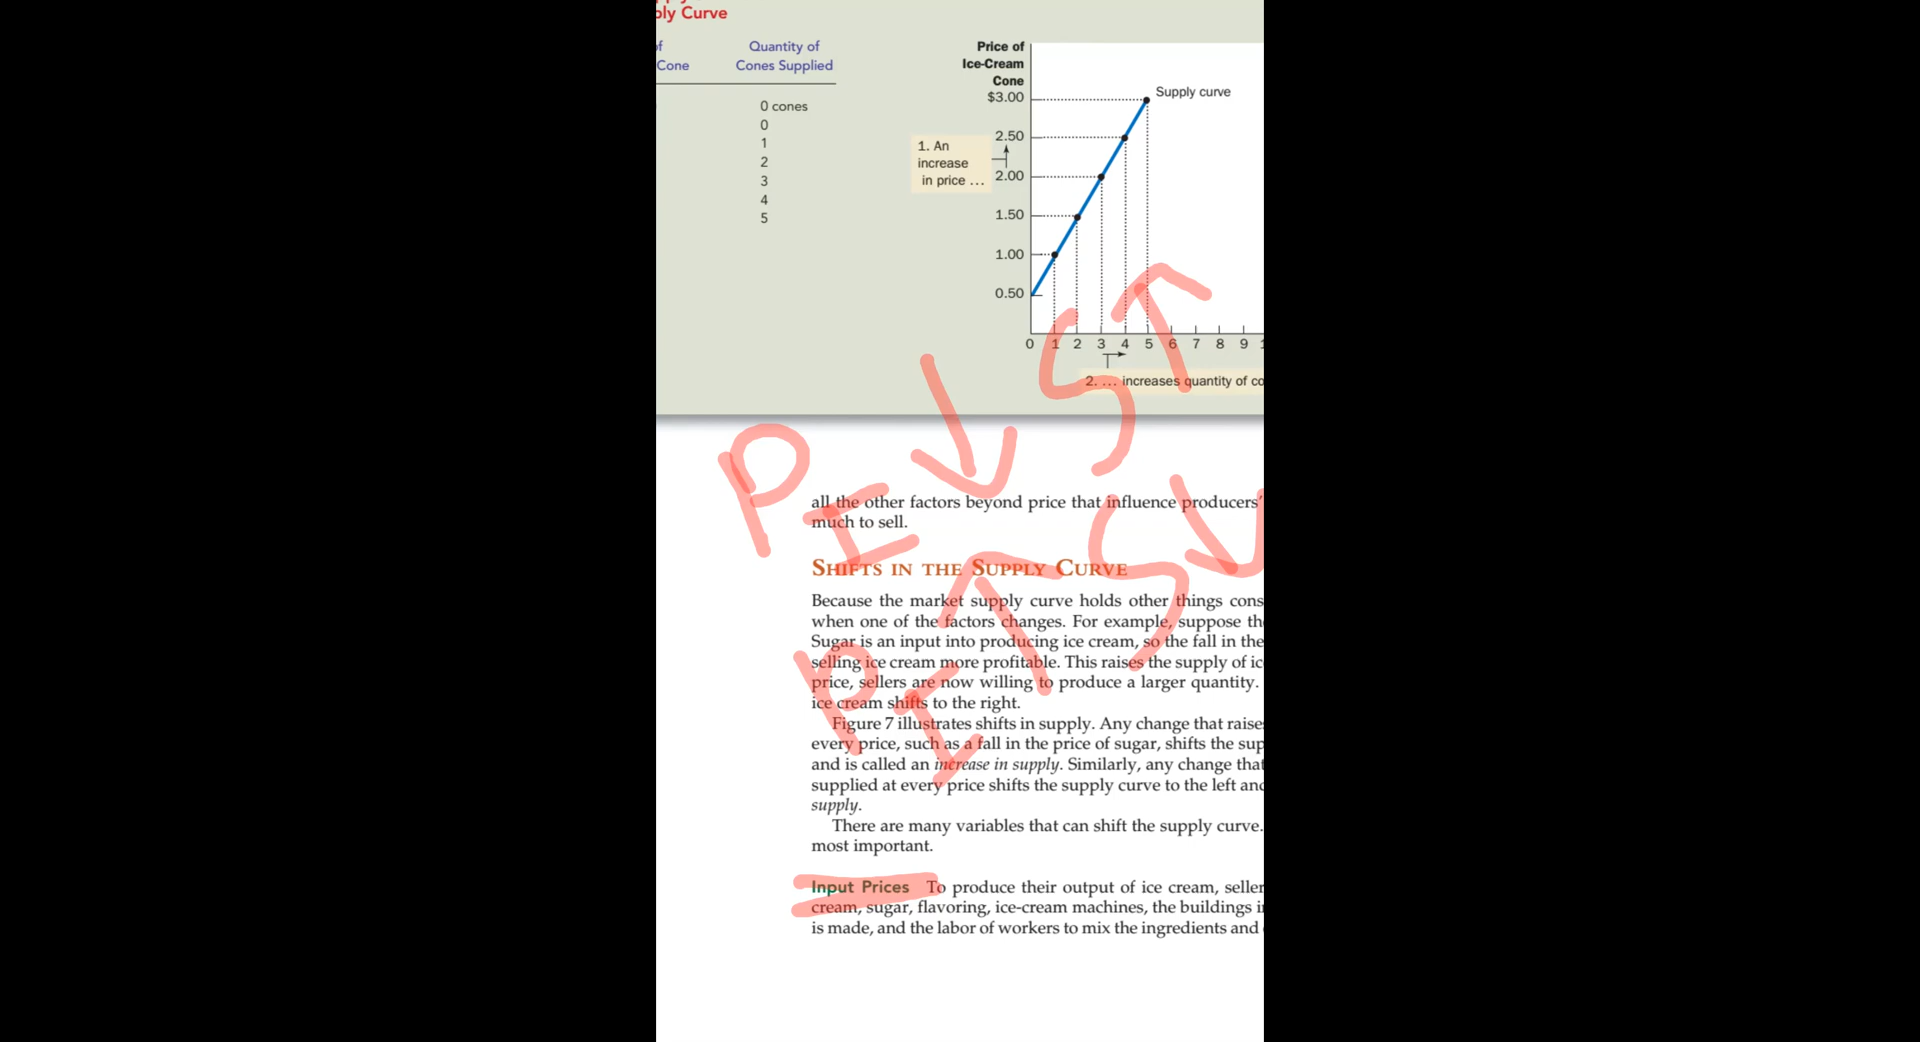 ply Curve
of
Cone
Quantity of
Cones Supplied
0 cones
0
1
2
3
4
5
Price of
Ice-Cream
Cone
$3.00
2.50
2.00
1.50
1.00
0.50
Supply curve
1. An
increase
in price …
0 1 2 3 4 5 6 7 8 9
2. … increases quantity of co
PI ↓ S ↑
PI ↑ S ↓
all the other factors beyond price that influence producers'
much to sell.
SHIFTS IN THE SUPPLY CURVE
Because the market supply curve holds other things cons
when one of the factors changes. For example, suppose th
Sugar is an input into producing ice cream, so the fall in the
selling ice cream more profitable. This raises the supply of ic
price, sellers are now willing to produce a larger quantity.
ice cream shifts to the right.
Figure 7 illustrates shifts in supply. Any change that raise
every price, such as a fall in the price of sugar, shifts the sup
and is called an increase in supply. Similarly, any change that
supplied at every price shifts the supply curve to the left and
supply.
There are many variables that can shift the supply curve.
most important.
Input Prices To produce their output of ice cream, seller
cream, sugar, flavoring, ice-cream machines, the buildings i
is made, and the labor of workers to mix the ingredients and